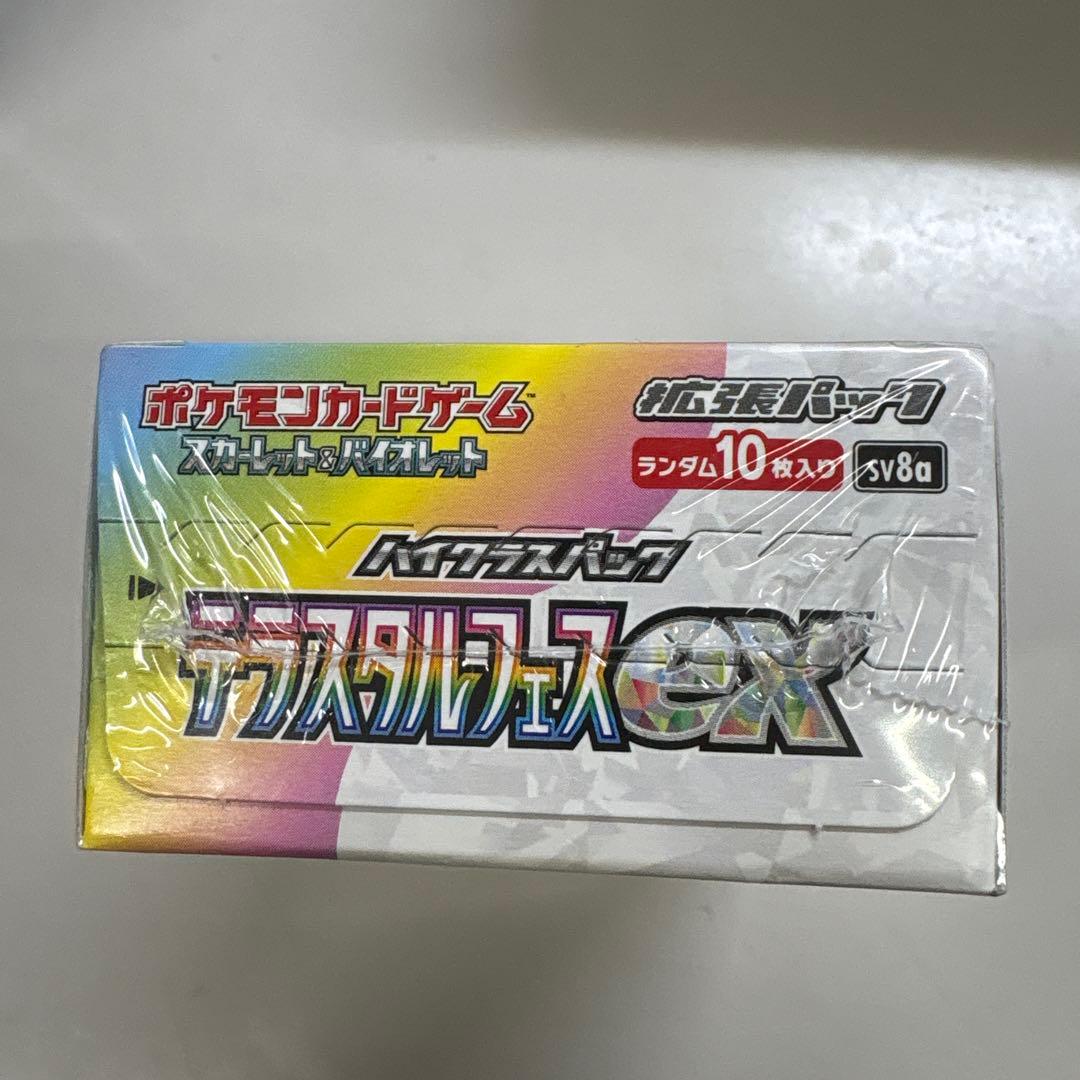 ポケモンカードゲーム™
スカーレット&バイオレット
拡張パック
ランダム10枚入り
SV8a
ハイクラスパック
テラスタルフェスex